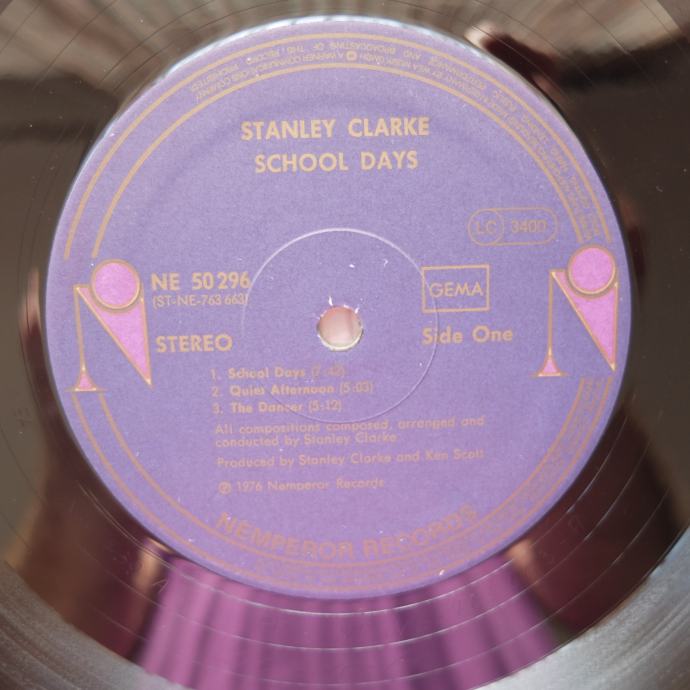 STANLEY CLARKE
SCHOOL DAYS
LC 3400
NE 50 296
(ST-NE-763 663)
GEMA
STEREO
Side One
1. School Days (7:42)
2. Quiet Afternoon (5:03)
3. The Dancer (5:12)
All compositions composed, arranged and
conducted by Stanley Clarke
Produced by Stanley Clarke and Ken Scott
℗ 1976 Nemperor Records
NEMPEROR RECORDS